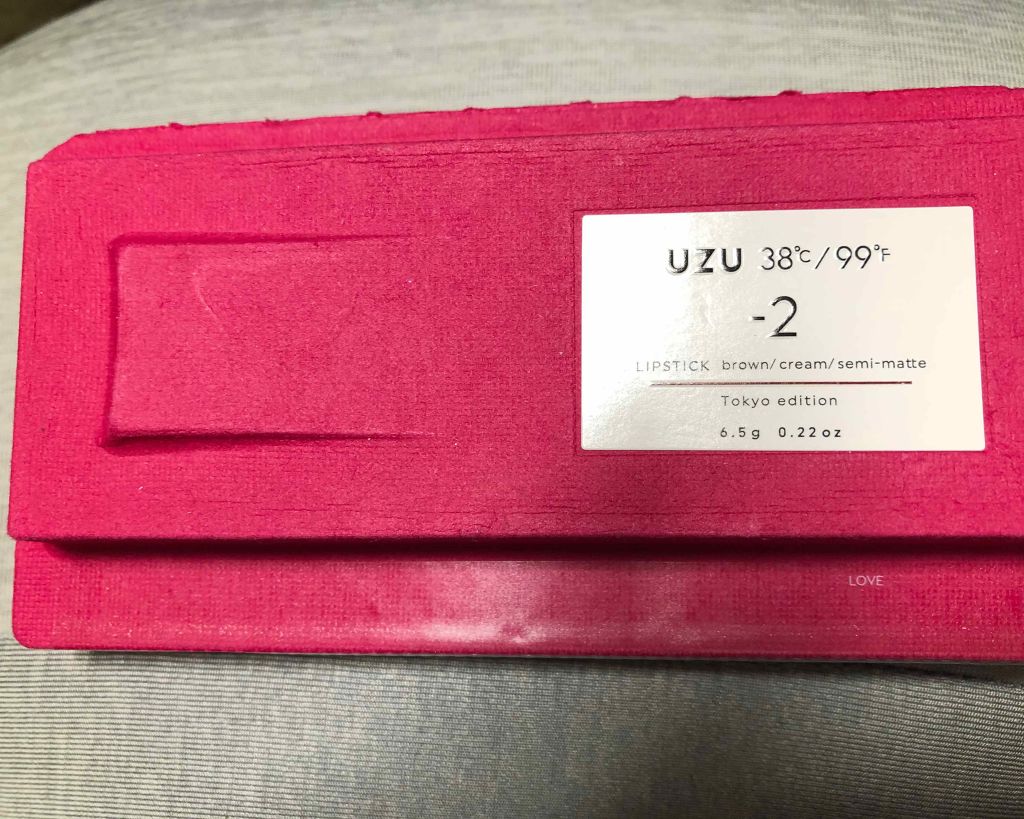 UZU 38℃/99℉
-2
LIPSTICK brown/cream/semi-matte
Tokyo edition
6.5g 0.22oz
LOVE